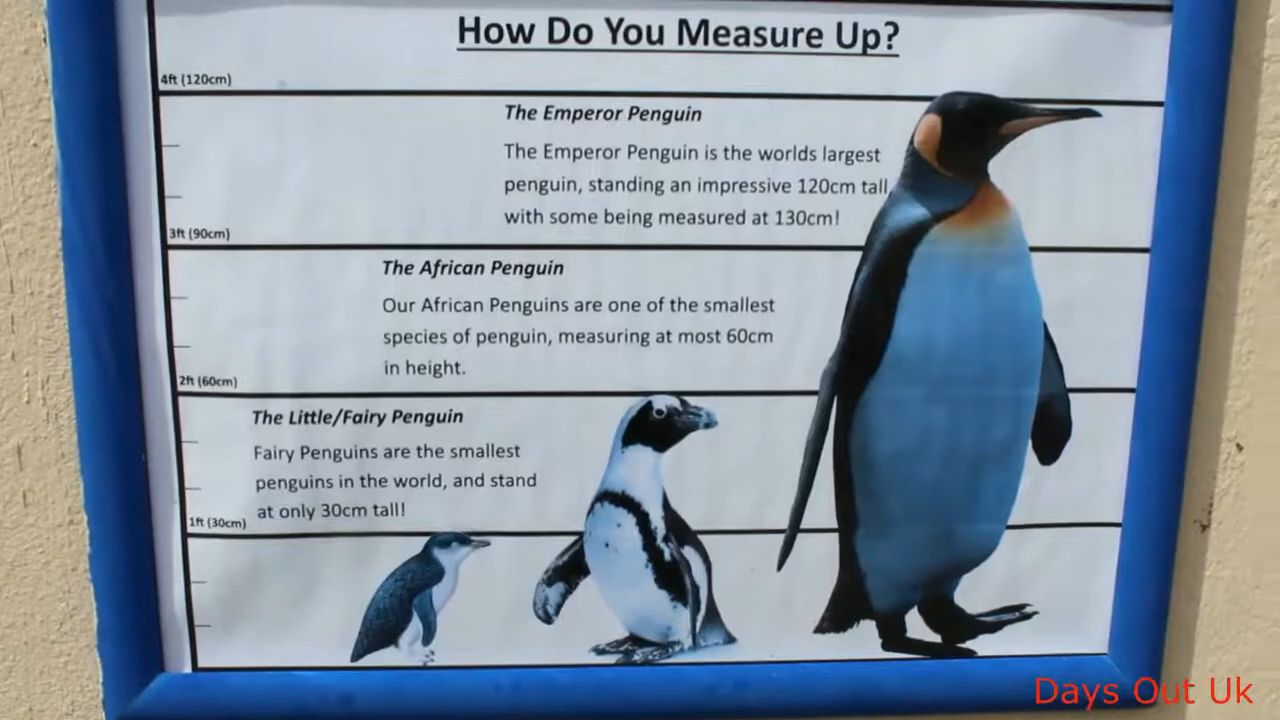 How Do You Measure Up?
4ft (120cm)
The Emperor Penguin
The Emperor Penguin is the worlds largest
penguin, standing an impressive 120cm tall,
with some being measured at 130cm!
3ft (90cm)
The African Penguin
Our African Penguins are one of the smallest
species of penguin, measuring at most 60cm
in height.
2ft (60cm)
The Little/Fairy Penguin
Fairy Penguins are the smallest
penguins in the world, and stand
at only 30cm tall!
1ft (30cm)
Days Out Uk